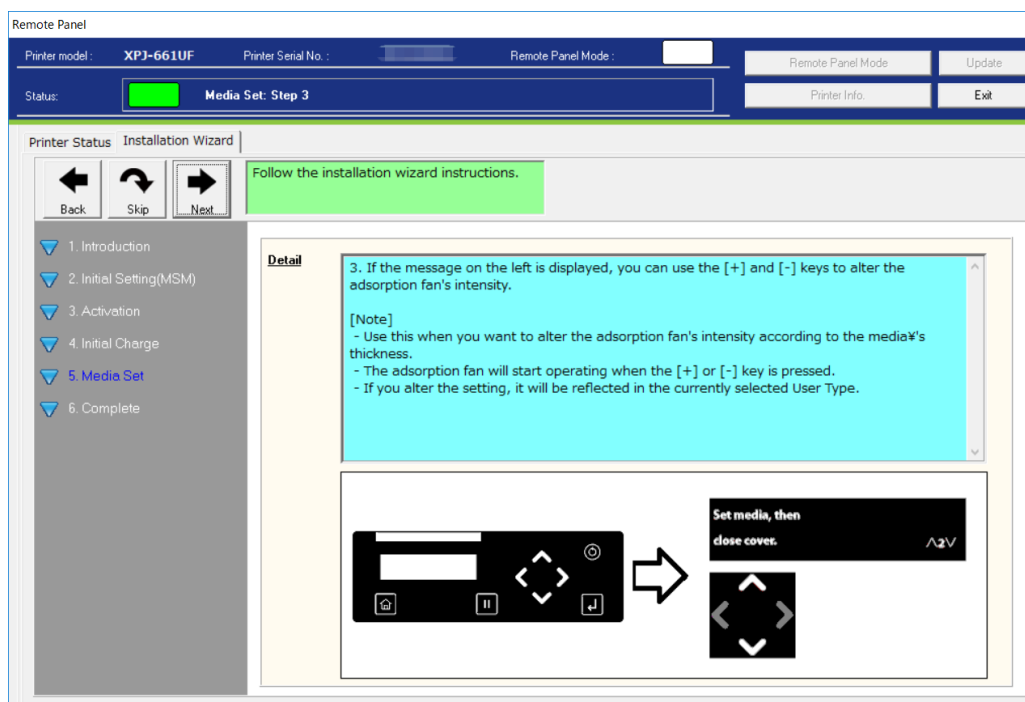 Remote Panel
Printer model :
XPJ-661UF
Printer Serial No. :
Remote Panel Mode :
Remote Panel Mode
Update
Status:
Media Set: Step 3
Printer Info.
Exit
Printer Status
Installation Wizard
Back
Skip
Next
Follow the installation wizard instructions.
1. Introduction
2. Initial Setting(MSM)
3. Activation
4. Initial Charge
5. Media Set
6. Complete
Detail
3. If the message on the left is displayed, you can use the [+] and [-] keys to alter the
adsorption fan's intensity.
[Note]
- Use this when you want to alter the adsorption fan's intensity according to the media¥'s
thickness.
- The adsorption fan will start operating when the [+] or [-] key is pressed.
- If you alter the setting, it will be reflected in the currently selected User Type.
Set media, then
close cover.
2